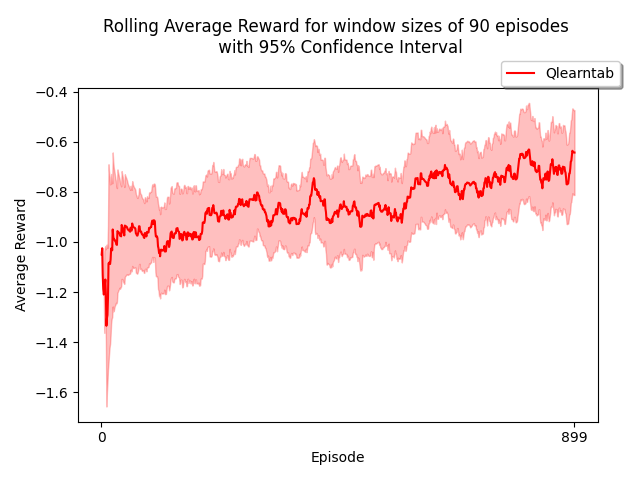 Rolling Average Reward for window sizes of 90 episodes
with 95% Confidence Interval
Qlearntab
−0.4
−0.6
−0.8
−1.0
−1.2
−1.4
−1.6
Average Reward
0
899
Episode